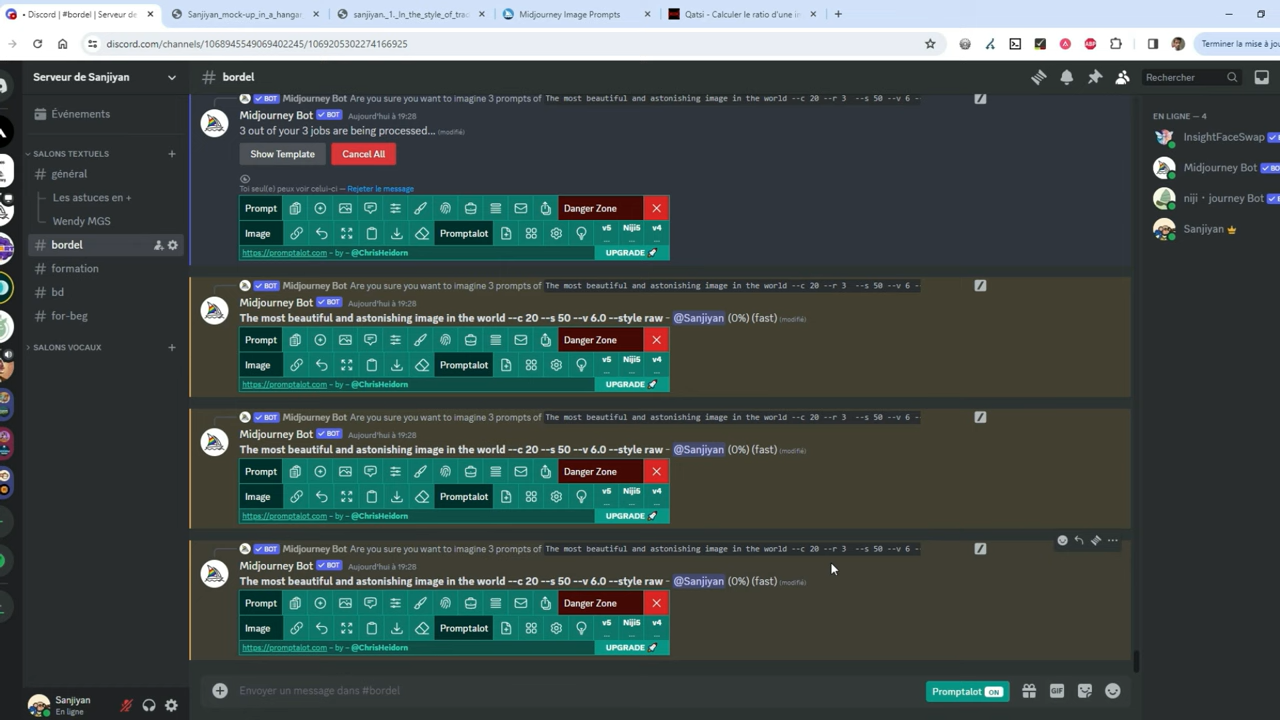 • Discord | #bordel | Serveur de
Sanjiyan_mock-up_in_a_hangar
sanjiyan._1._In_the_style_of_trac
Midjourney Image Prompts
Qatsi - Calculer le ratio d'une in
discord.com/channels/1068945549069402245/1069205302274166925
Terminer la mise à jou
Serveur de Sanjiyan
# bordel
Rechercher
Événements
SALONS TEXTUELS
# général
Les astuces en +
Wendy MGS
# bordel
# formation
# bd
# for-beg
SALONS VOCAUX
BOT Midjourney Bot Are you sure you want to imagine 3 prompts of The most beautiful and astonishing image in the world --c 20 --r 3 --s 50 --v 6 -
Midjourney Bot BOT Aujourd'hui à 19:28
3 out of your 3 jobs are being processed... (modifié)
Show Template Cancel All
Toi seul(e) peux voir celui-ci — Rejeter le message
Prompt Danger Zone
Image Promptalot v5 ... Niji5 ... v4 ...
https://promptalot.com - by - @ChrisHeidorn UPGRADE
BOT Midjourney Bot Are you sure you want to imagine 3 prompts of The most beautiful and astonishing image in the world --c 20 --r 3 --s 50 --v 6 -
Midjourney Bot BOT Aujourd'hui à 19:28
The most beautiful and astonishing image in the world --c 20 --s 50 --v 6.0 --style raw - @Sanjiyan (0%) (fast) (modifié)
Prompt Danger Zone
Image Promptalot v5 ... Niji5 ... v4 ...
https://promptalot.com - by - @ChrisHeidorn UPGRADE
BOT Midjourney Bot Are you sure you want to imagine 3 prompts of The most beautiful and astonishing image in the world --c 20 --r 3 --s 50 --v 6 -
Midjourney Bot BOT Aujourd'hui à 19:28
The most beautiful and astonishing image in the world --c 20 --s 50 --v 6.0 --style raw - @Sanjiyan (0%) (fast) (modifié)
Prompt Danger Zone
Image Promptalot v5 ... Niji5 ... v4 ...
https://promptalot.com - by - @ChrisHeidorn UPGRADE
BOT Midjourney Bot Are you sure you want to imagine 3 prompts of The most beautiful and astonishing image in the world --c 20 --r 3 --s 50 --v 6 -
Midjourney Bot BOT Aujourd'hui à 19:28
The most beautiful and astonishing image in the world --c 20 --s 50 --v 6.0 --style raw - @Sanjiyan (0%) (fast) (modifié)
Prompt Danger Zone
Image Promptalot v5 ... Niji5 ... v4 ...
https://promptalot.com - by - @ChrisHeidorn UPGRADE
EN LIGNE — 4
InsightFaceSwap
Midjourney Bot
niji・journey Bot
Sanjiyan
Sanjiyan
En ligne
Envoyer un message dans #bordel
Promptalot ON
GIF